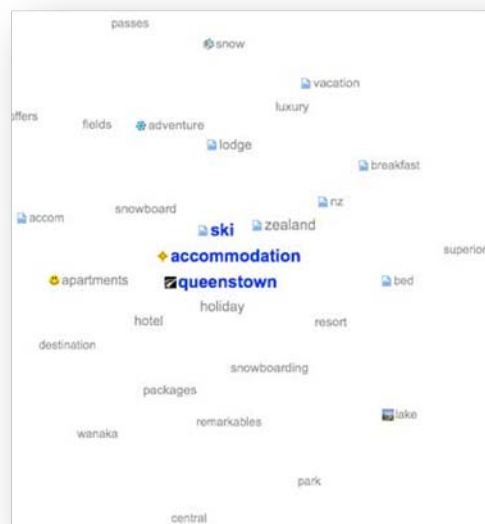 passes
snow
vacation
luxury
offers
fields adventure
lodge
breakfast
nz
snowboard
accom
ski zealand
superior
accommodation
apartments queenstown bed
holiday
hotel resort
destination
snowboarding
packages
lake
remarkables
wanaka
park
central